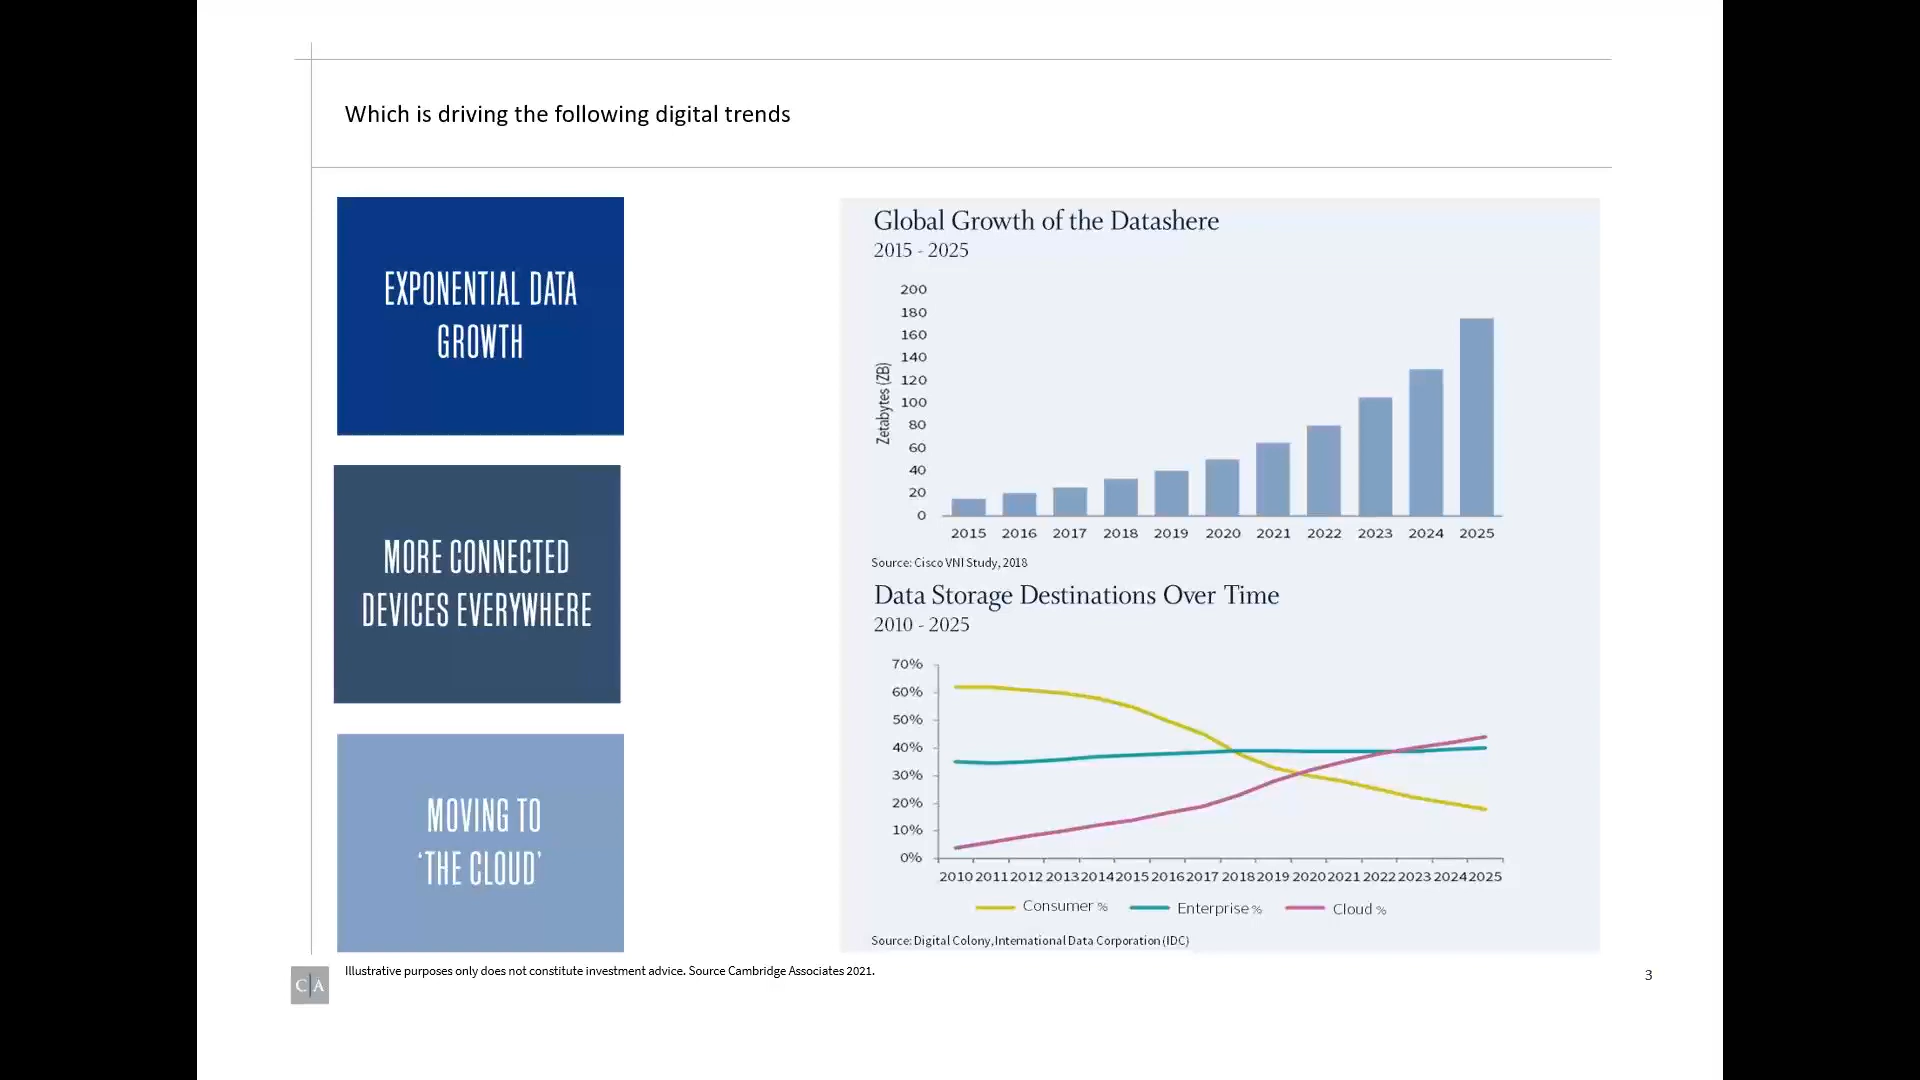 Which is driving the following digital trends
EXPONENTIAL DATA
GROWTH
MORE CONNECTED
DEVICES EVERYWHERE
MOVING TO
‘THE CLOUD’
Global Growth of the Datashere
2015 - 2025
Zetabytes (ZB)
200
180
160
140
120
100
80
60
40
20
0
2015 2016 2017 2018 2019 2020 2021 2022 2023 2024 2025
Source: Cisco VNI Study, 2018
Data Storage Destinations Over Time
2010 - 2025
70%
60%
50%
40%
30%
20%
10%
0%
2010 2011 2012 2013 2014 2015 2016 2017 2018 2019 2020 2021 2022 2023 2024 2025
Consumer % Enterprise % Cloud %
Source: Digital Colony, International Data Corporation (IDC)
C|A
Illustrative purposes only does not constitute investment advice. Source Cambridge Associates 2021.
3